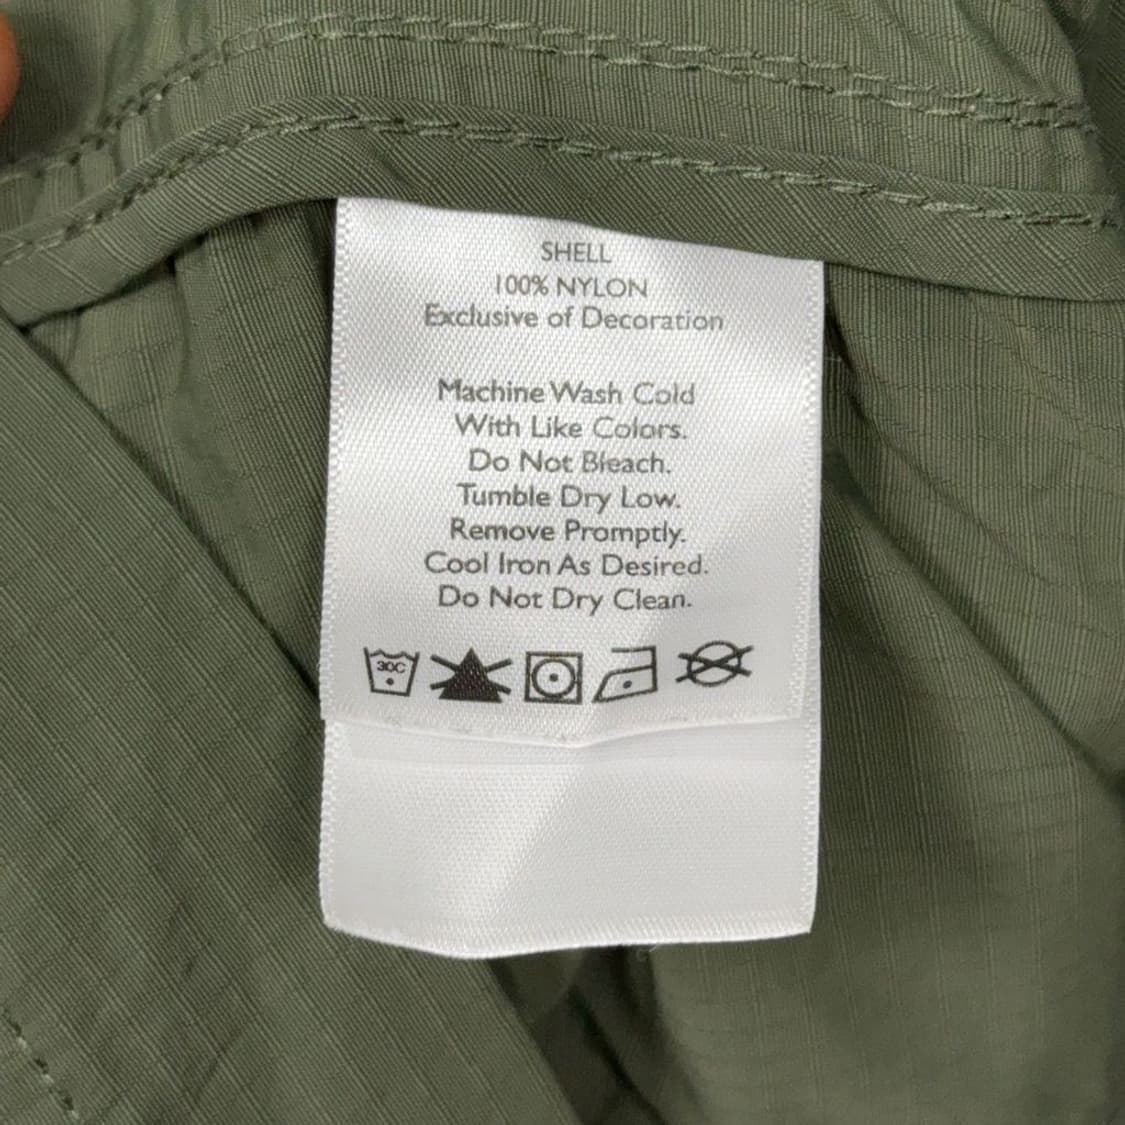 SHELL
100% NYLON
Exclusive of Decoration
Machine Wash Cold
With Like Colors.
Do Not Bleach.
Tumble Dry Low.
Remove Promptly.
Cool Iron As Desired.
Do Not Dry Clean.
30C